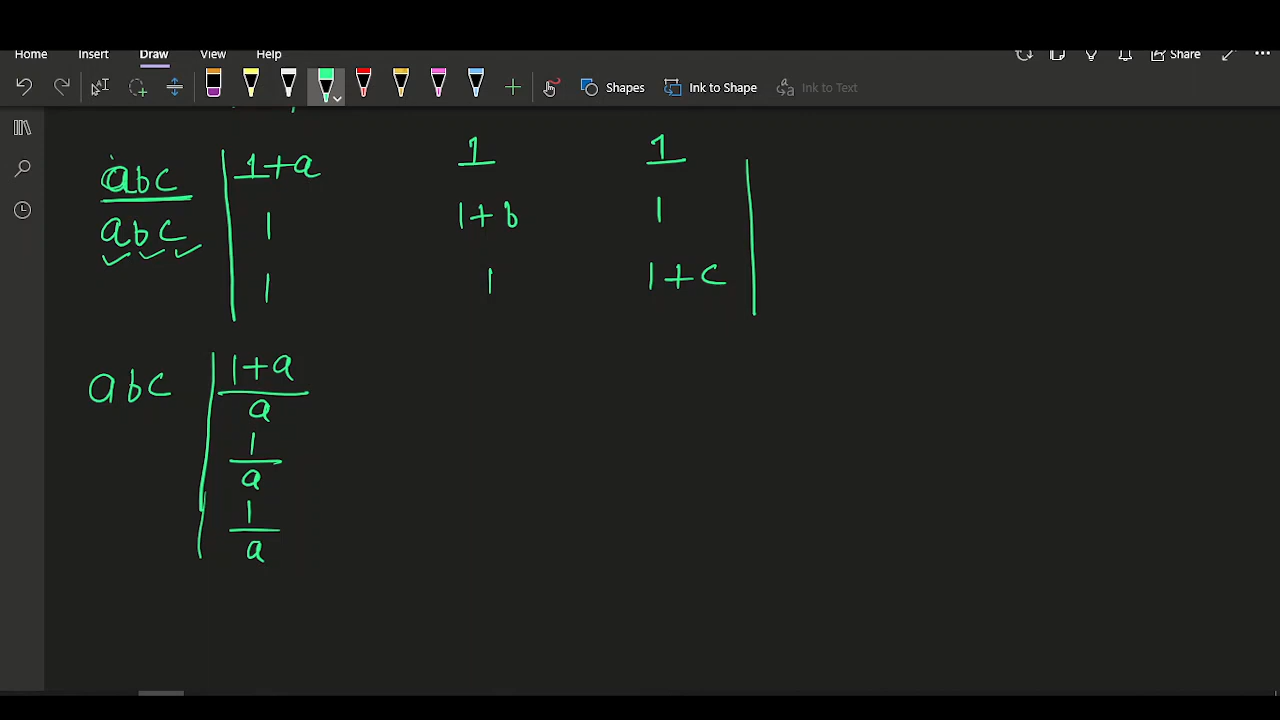 Home Insert Draw View Help Share
Shapes Ink to Shape Ink to Text
abc 1+a 1 1
abc 1 1+b 1
1 1 1+c
abc 1+a
a
1
a
1
a